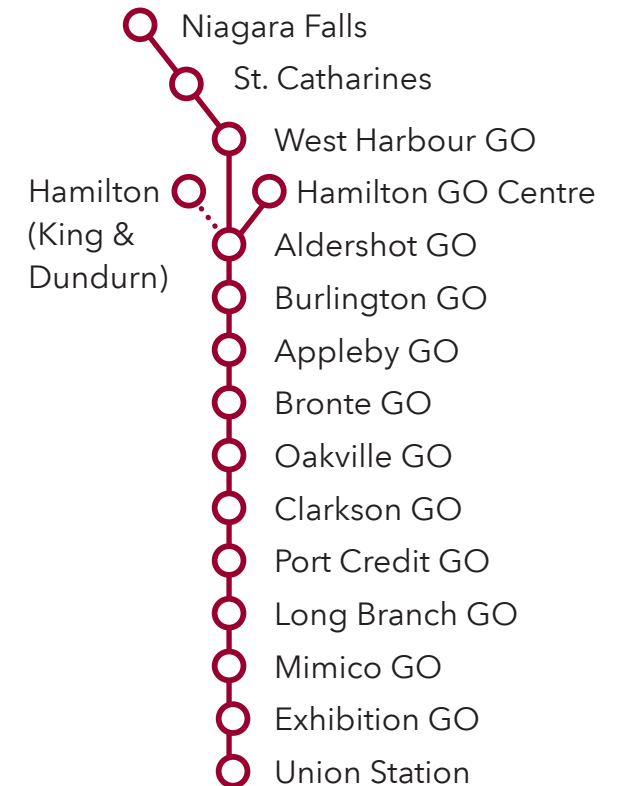 Niagara Falls
St. Catharines
West Harbour GO
Hamilton
(King &
Dundurn)
Hamilton GO Centre
Aldershot GO
Burlington GO
Appleby GO
Bronte GO
Oakville GO
Clarkson GO
Port Credit GO
Long Branch GO
Mimico GO
Exhibition GO
Union Station